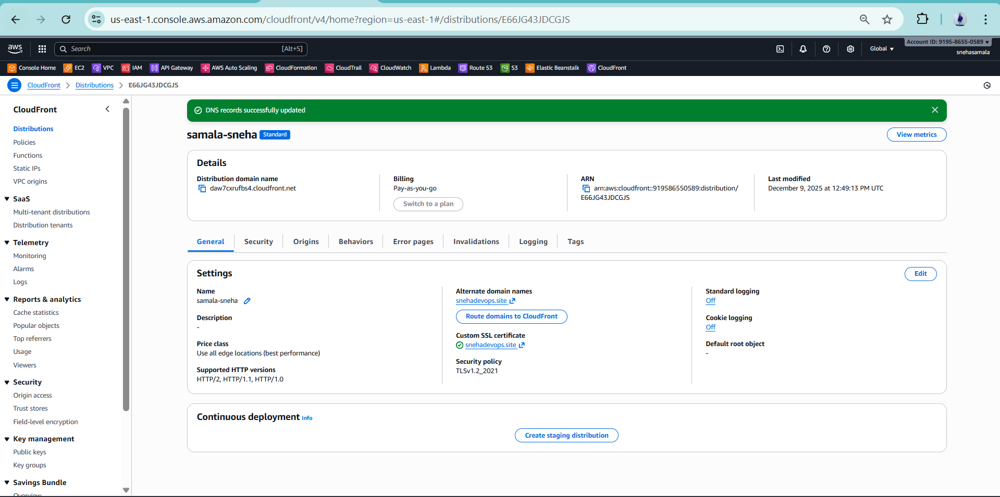 us-east-1.console.aws.amazon.com/cloudfront/v4/home?region=us-east-1#/distributions/E66JG43JDCGJS
aws
Search [Alt+S]
Global
Account ID: 9195-8655-0589
snehasamala
Console Home EC2 VPC IAM API Gateway AWS Auto Scaling CloudFormation CloudTrail CloudWatch Lambda Route 53 S3 Elastic Beanstalk CloudFront
CloudFront > Distributions > E66JG43JDCGJS
CloudFront
Distributions
Policies
Functions
Static IPs
VPC origins
SaaS
Multi-tenant distributions
Distribution tenants
Telemetry
Monitoring
Alarms
Logs
Reports & analytics
Cache statistics
Popular objects
Top referrers
Usage
Viewers
Security
Origin access
Trust stores
Field-level encryption
Key management
Public keys
Key groups
Savings Bundle
Overview
DNS records successfully updated
samala-sneha Standard
View metrics
Details
Distribution domain name
daw7cxrufbs4.cloudfront.net
Billing
Pay-as-you-go
Switch to a plan
ARN
arn:aws:cloudfront::919586550589:distribution/
E66JG43JDCGJS
Last modified
December 9, 2025 at 12:49:13 PM UTC
General Security Origins Behaviors Error pages Invalidations Logging Tags
Settings
Edit
Name
samala-sneha
Description
-
Price class
Use all edge locations (best performance)
Supported HTTP versions
HTTP/2, HTTP/1.1, HTTP/1.0
Alternate domain names
snehadevops.site
Route domains to CloudFront
Custom SSL certificate
snehadevops.site
Security policy
TLSv1.2_2021
Standard logging
Off
Cookie logging
Off
Default root object
-
Continuous deployment Info
Create staging distribution